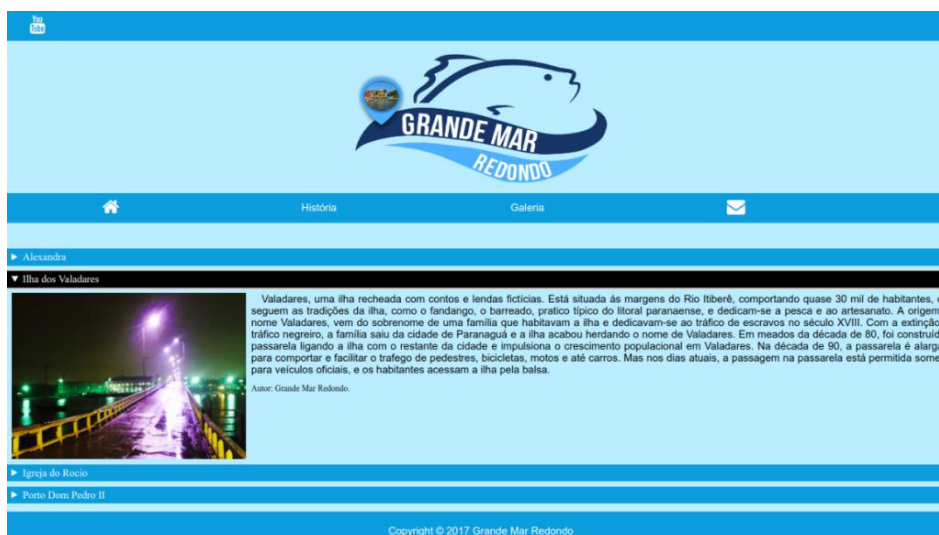 You
Tube
GRANDE MAR
REDONDO
História
Galeria
Alexandra
Ilha dos Valadares
Valadares, uma ilha recheada com contos e lendas fictícias. Está situada ás margens do Rio Itiberê, comportando quase 30 mil de habitantes,
seguem as tradições da ilha, como o fandango, o barreado, pratico típico do litoral paranaense, e dedicam-se a pesca e ao artesanato. A origem
nome Valadares, vem do sobrenome de uma família que habitavam a ilha e dedicavam-se ao tráfico de escravos no século XVIII. Com a extinção
tráfico negreiro, a família saiu da cidade de Paranaguá e a ilha acabou herdando o nome de Valadares. Em meados da década de 80, foi
passarela ligando a ilha com o restante da cidade e impulsiona o crescimento populacional em Valadares. Na década de 90, a passarela é
para comportar e facilitar o trafego de pedestres, bicicletas, motos e até carros. Mas nos dias atuais, a passagem na passarela está permitida
para veículos oficiais, e os habitantes acessam a ilha pela balsa.
Autor: Grande Mar Redondo.
Igreja do Rocio
Porto Dom Pedro II
Copyright © 2017 Grande Mar Redondo